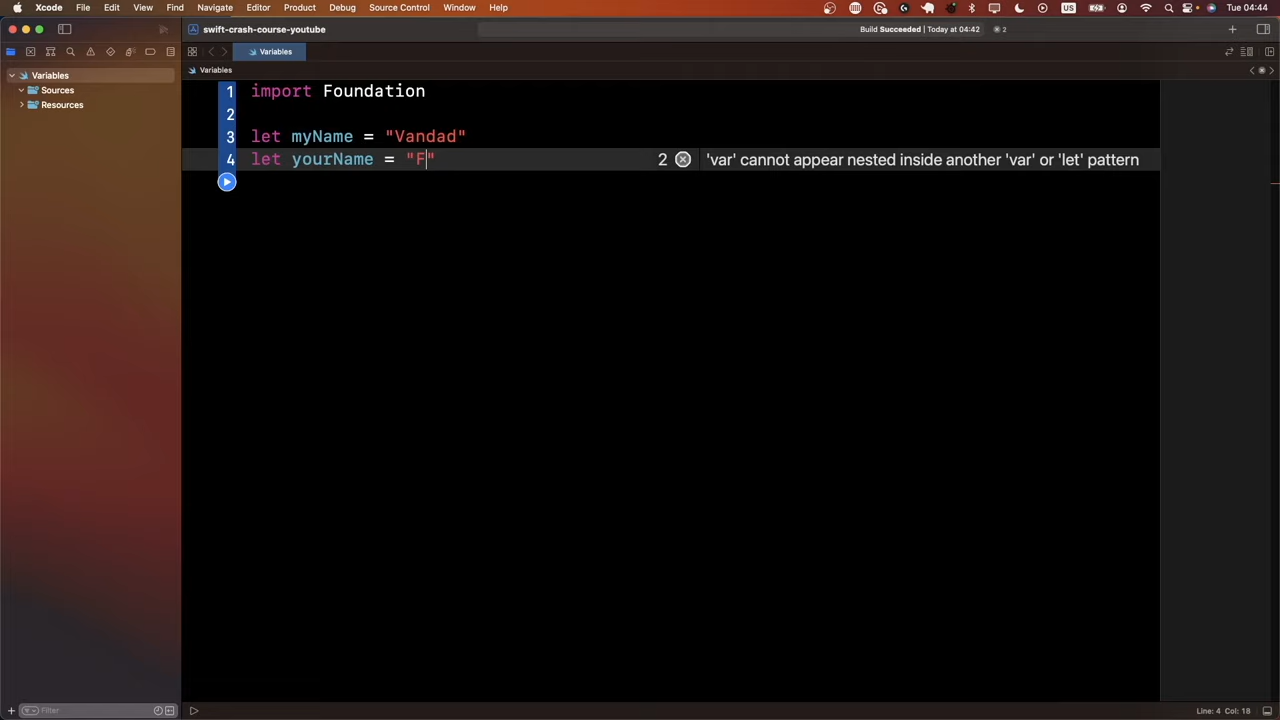 Xcode File Edit View Find Navigate Editor Product Debug Source Control Window Help US Tue 04:44
swift-crash-course-youtube Build Succeeded | Today at 04:42 2
Variables
Variables
Variables
Sources
Resources
1 import Foundation
2
3 let myName = "Vandad"
4 let yourName = "F" 2 'var' cannot appear nested inside another 'var' or 'let' pattern
Filter
Line: 4 Col: 18